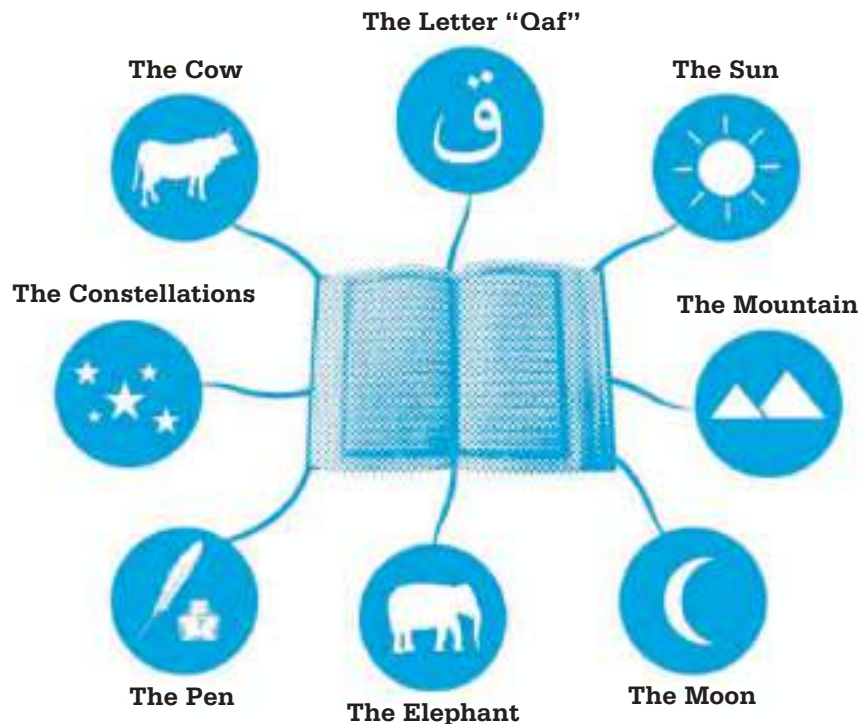 The Letter “Qaf”
The Cow
The Sun
ق
The Constellations
The Mountain
The Pen
The Elephant
The Moon